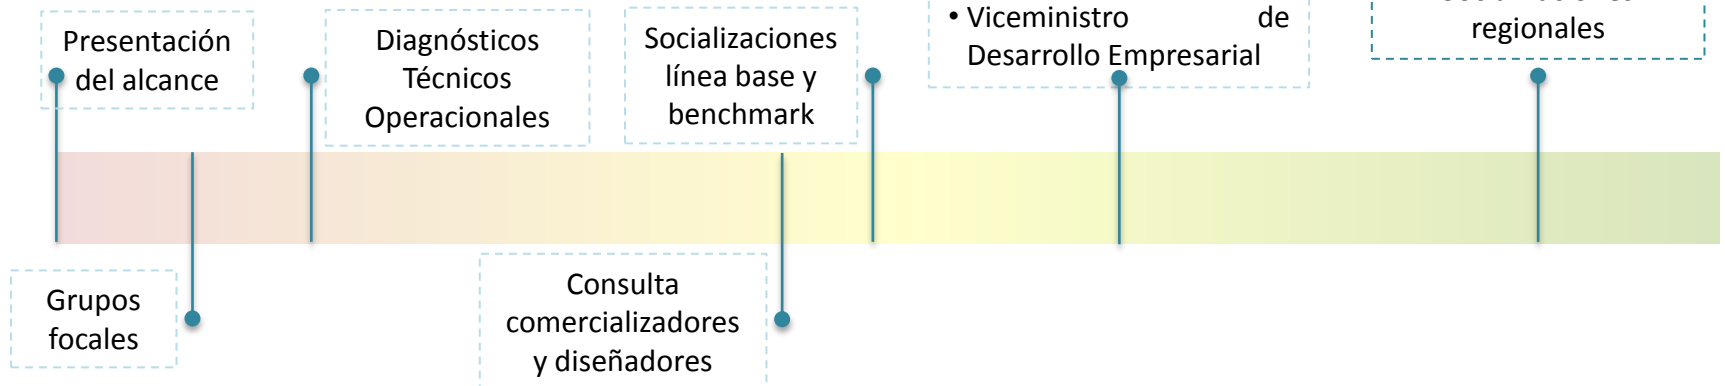 Presentación
del alcance
Diagnósticos
Técnicos
Operacionales
Socializaciones
línea base y
benchmark
• Viceministro de
Desarrollo Empresarial
regionales
Grupos
focales
Consulta
comercializadores
y diseñadores